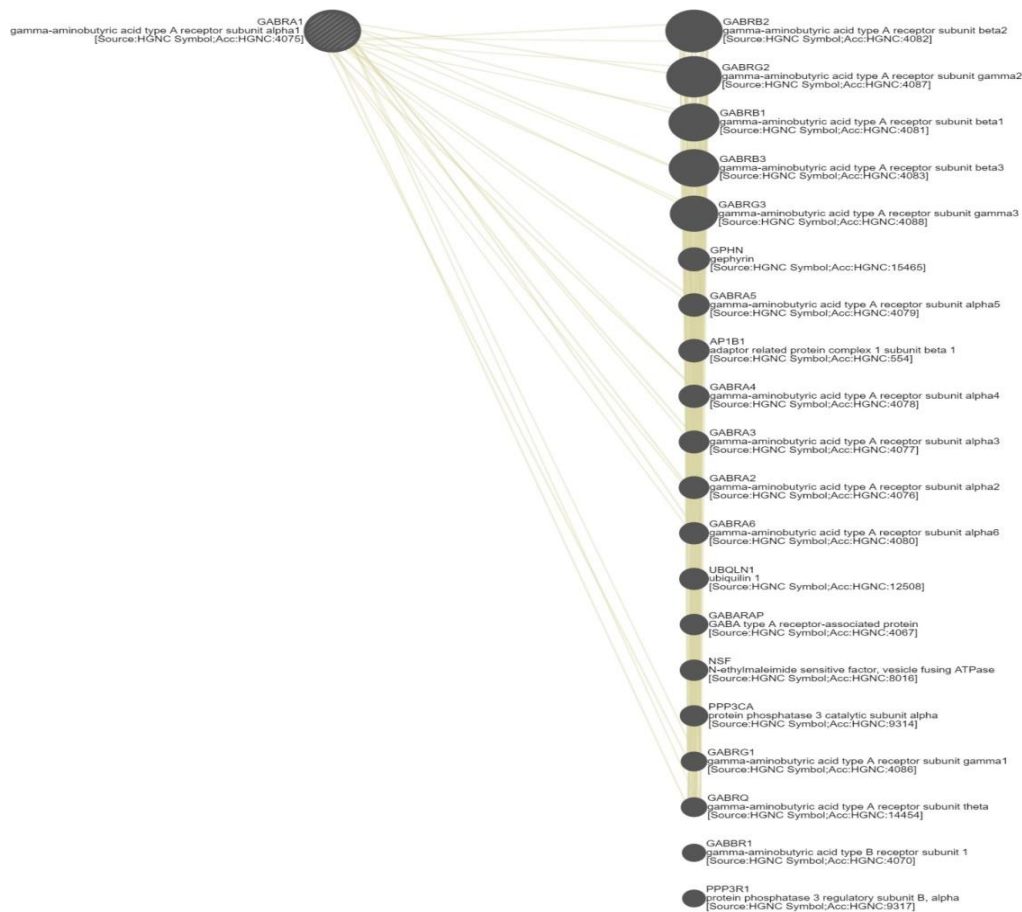 GABRA1
gamma-aminobutyric acid type A receptor subunit alpha1
[Source:HGNC Symbol;Acc:HGNC:4075]
GABRB2
gamma-aminobutyric acid type A receptor subunit beta2
[Source:HGNC Symbol;Acc:HGNC:4082]
GABRG2
gamma-aminobutyric acid type A receptor subunit gamma2
[Source:HGNC Symbol;Acc:HGNC:4087]
GABRB1
gamma-aminobutyric acid type A receptor subunit beta1
[Source:HGNC Symbol;Acc:HGNC:4081]
GABRB3
gamma-aminobutyric acid type A receptor subunit beta3
[Source:HGNC Symbol;Acc:HGNC:4083]
GABRG3
gamma-aminobutyric acid type A receptor subunit gamma3
[Source:HGNC Symbol;Acc:HGNC:4088]
GPHN
gephyrin
[Source:HGNC Symbol;Acc:HGNC:15465]
GABRA5
gamma-aminobutyric acid type A receptor subunit alpha5
[Source:HGNC Symbol;Acc:HGNC:4079]
AP1B1
adaptor related protein complex 1 subunit beta 1
[Source:HGNC Symbol;Acc:HGNC:554]
GABRA4
gamma-aminobutyric acid type A receptor subunit alpha4
[Source:HGNC Symbol;Acc:HGNC:4078]
GABRA3
gamma-aminobutyric acid type A receptor subunit alpha3
[Source:HGNC Symbol;Acc:HGNC:4077]
GABRA2
gamma-aminobutyric acid type A receptor subunit alpha2
[Source:HGNC Symbol;Acc:HGNC:4076]
GABRA6
gamma-aminobutyric acid type A receptor subunit alpha6
[Source:HGNC Symbol;Acc:HGNC:4080]
UBQLN1
ubiquilin 1
[Source:HGNC Symbol;Acc:HGNC:12508]
GABARAP
GABA type A receptor-associated protein
[Source:HGNC Symbol;Acc:HGNC:4067]
NSF
N-ethylmaleimide sensitive factor, vesicle fusing ATPase
[Source:HGNC Symbol;Acc:HGNC:8016]
PPP3CA
protein phosphatase 3 catalytic subunit alpha
[Source:HGNC Symbol;Acc:HGNC:9314]
GABRG1
gamma-aminobutyric acid type A receptor subunit gamma1
[Source:HGNC Symbol;Acc:HGNC:4086]
GABRQ
gamma-aminobutyric acid type A receptor subunit theta
[Source:HGNC Symbol;Acc:HGNC:14454]
GABBR1
gamma-aminobutyric acid type B receptor subunit 1
[Source:HGNC Symbol;Acc:HGNC:4070]
PPP3R1
protein phosphatase 3 regulatory subunit B, alpha
[Source:HGNC Symbol;Acc:HGNC:9317]